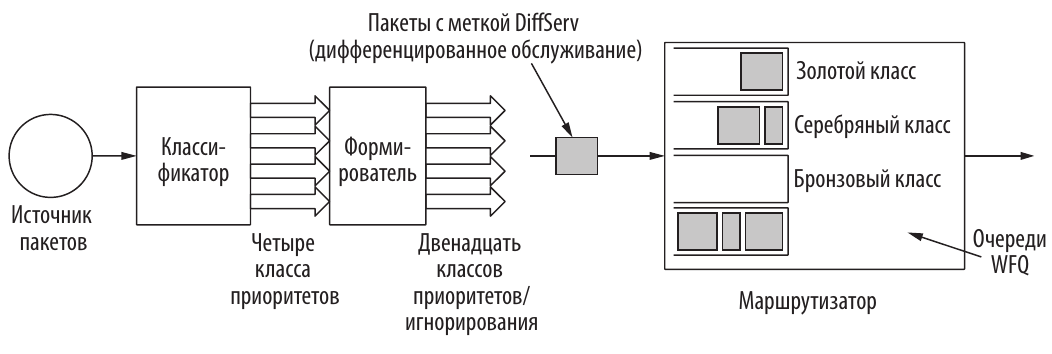 Пакеты с меткой DiffServ
(дифференцированное обслуживание)
Источник
пакетов
Класси-
фикатор
Четыре
класса
приоритетов
Форми-
рователь
Двенадцать
классов
приоритетов/
игнорирования
Золотой класс
Серебряный класс
Бронзовый класс
Очереди
WFQ
Маршрутизатор